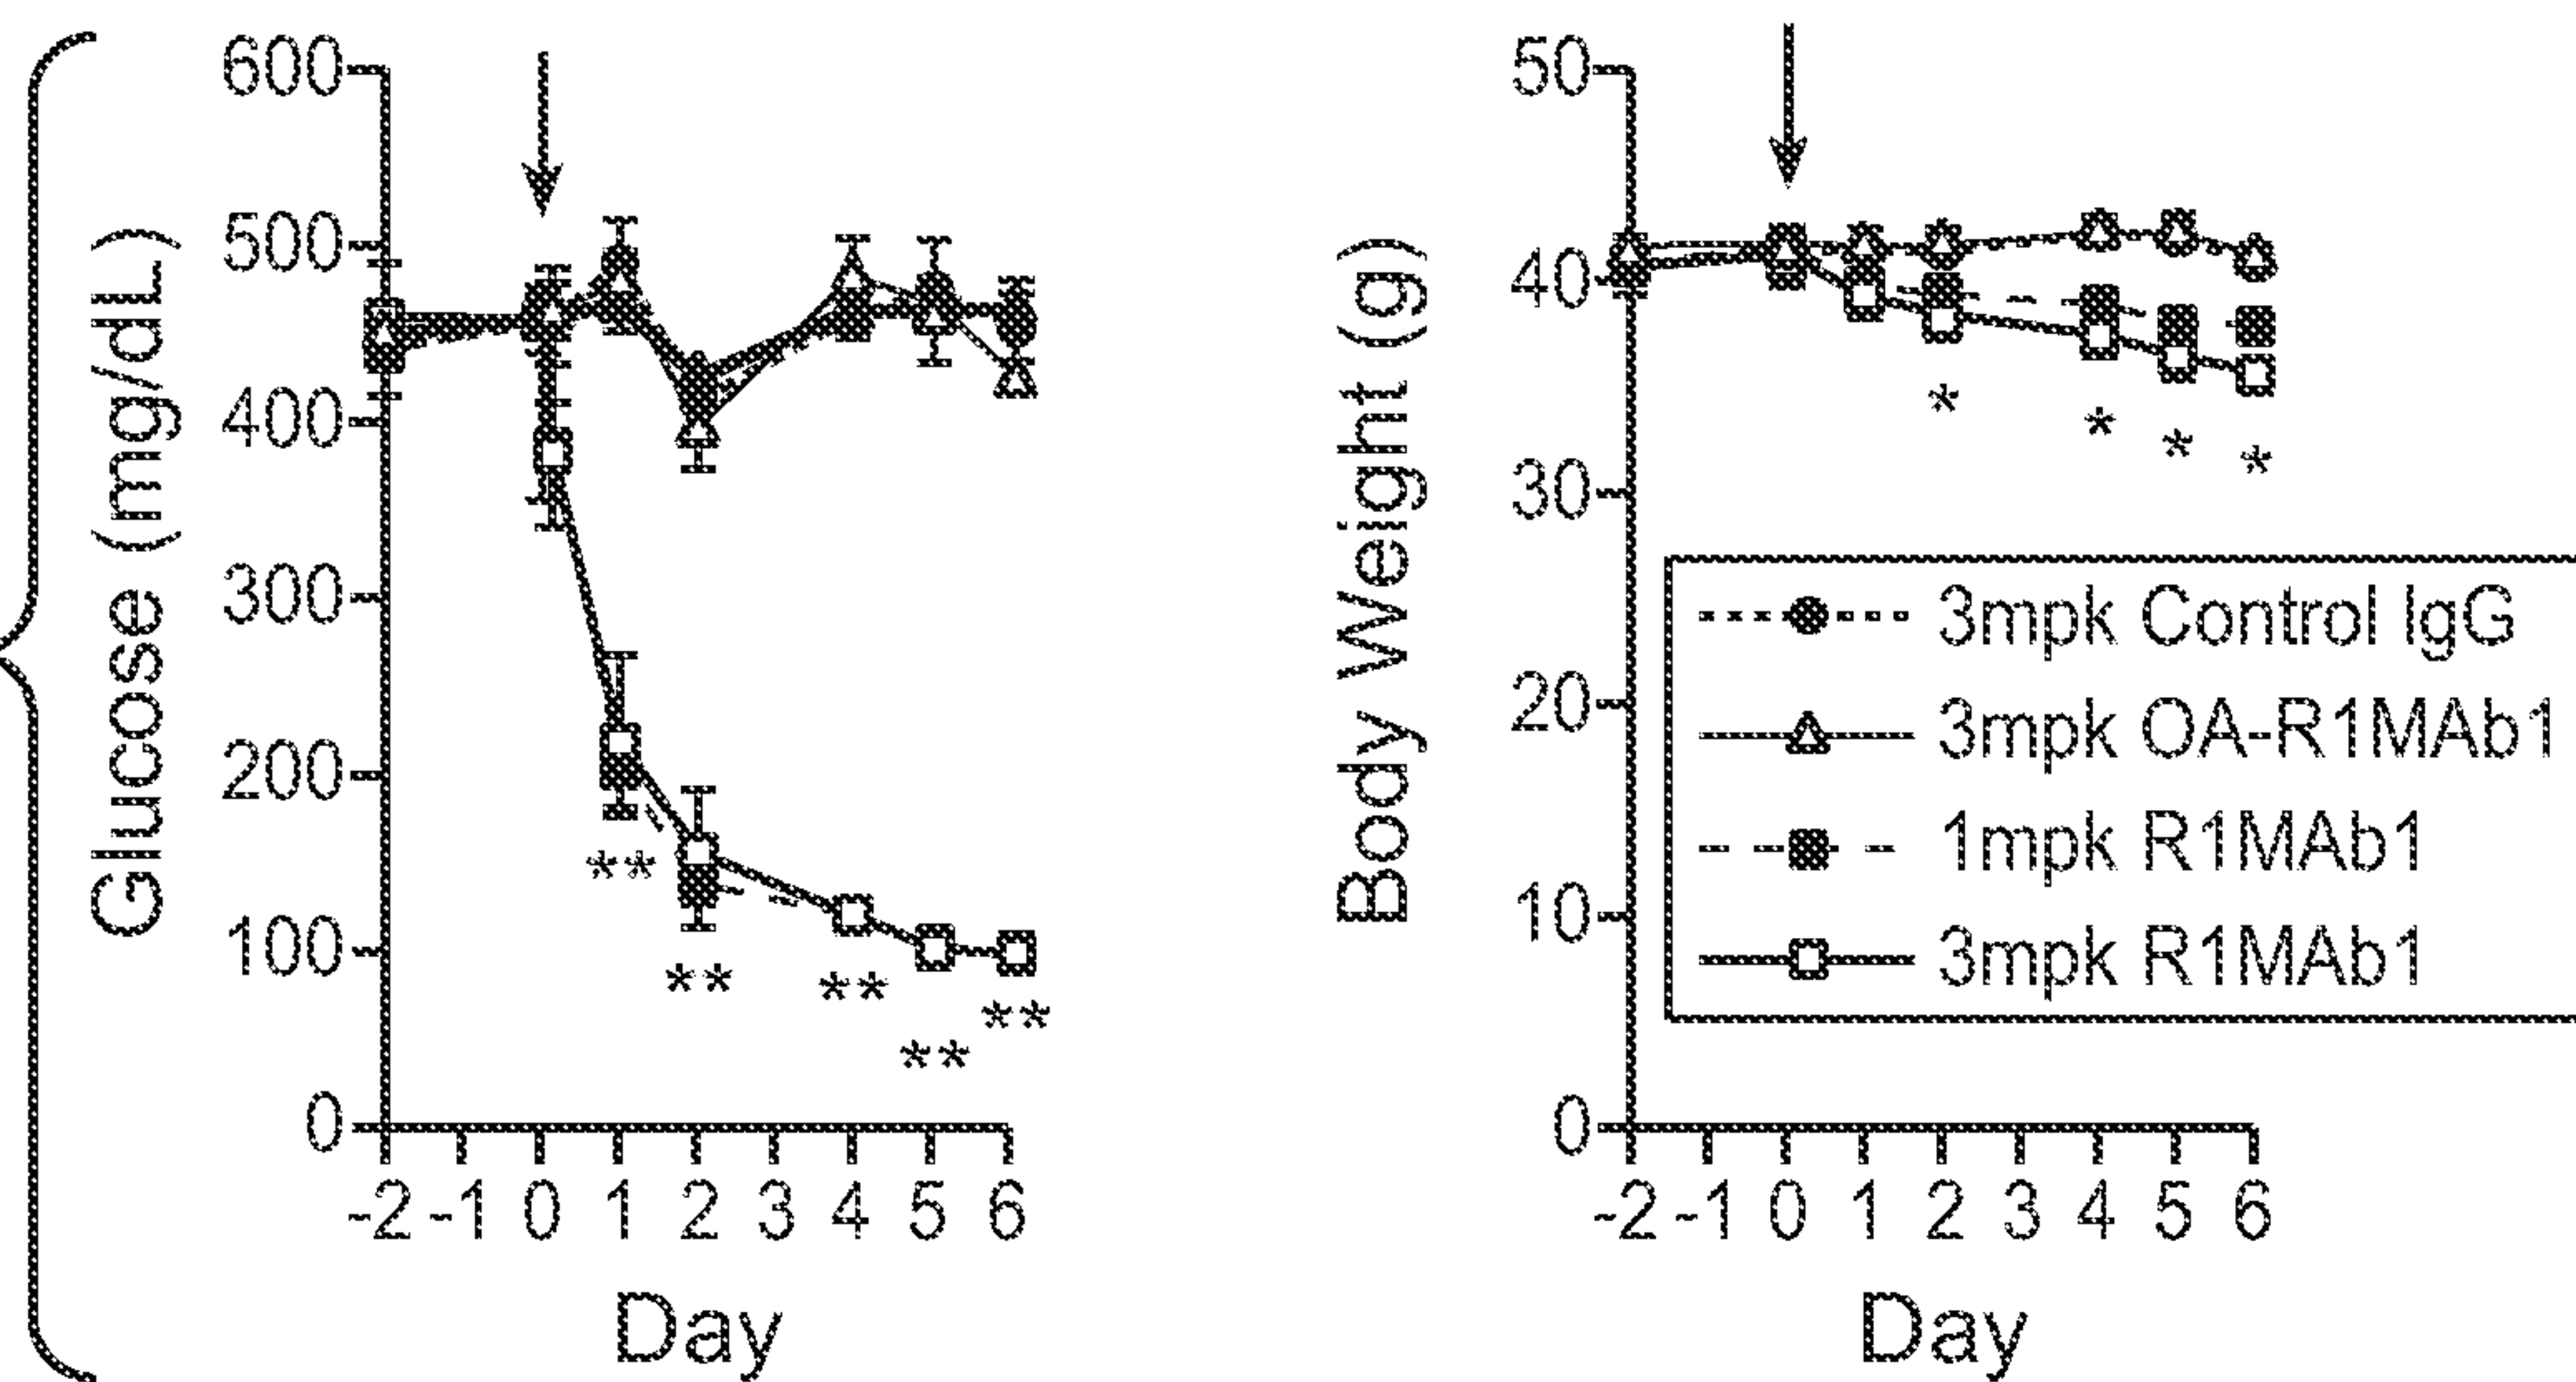 Glucose (mg/dL)
600
500
400
300
200
100
0
**
**
**
**
**
-2 -1 0 1 2 3 4 5 6
Day
Body Weight (g)
50
40
30
20
10
0
*
*
*
*
3mpk Control IgG
3mpk OA-R1MAb1
1mpk R1MAb1
3mpk R1MAb1
-2 -1 0 1 2 3 4 5 6
Day